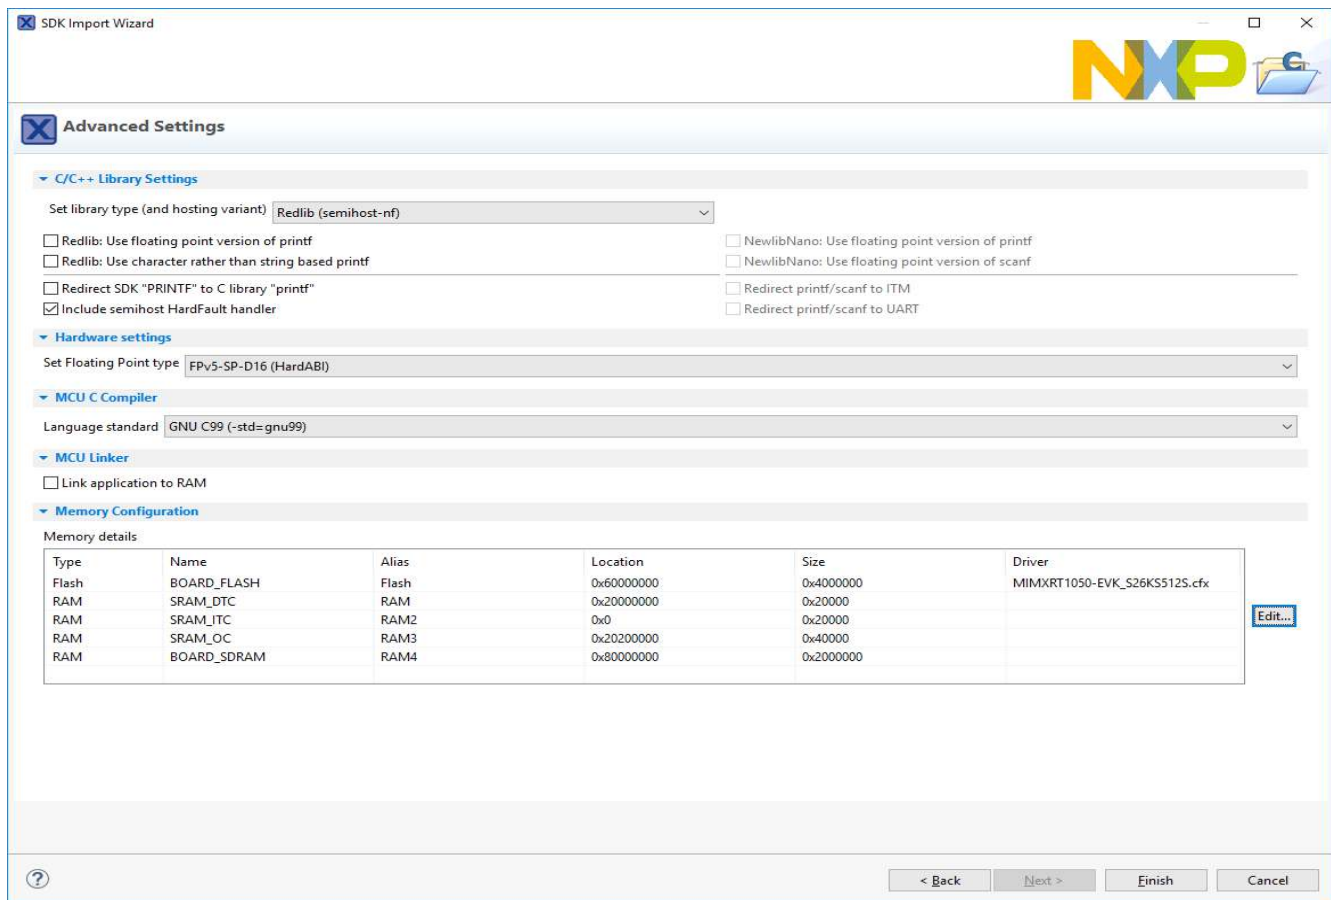 SDK Import Wizard
NXP
Advanced Settings
C/C++ Library Settings
Set library type (and hosting variant) Redlib (semihost-nf)
Redlib: Use floating point version of printf NewlibNano: Use floating point version of printf
Redlib: Use character rather than string based printf NewlibNano: Use floating point version of scanf
Redirect SDK "PRINTF" to C library "printf" Redirect printf/scanf to ITM
Include semihost HardFault handler Redirect printf/scanf to UART
Hardware settings
Set Floating Point type FPv5-SP-D16 (HardABI)
MCU C Compiler
Language standard GNU C99 (-std=gnu99)
MCU Linker
Link application to RAM
Memory Configuration
Memory details
Type Name Alias Location Size Driver
Flash BOARD_FLASH Flash 0x60000000 0x4000000 MIMXRT1050-EVK_S26KS512S.cfx
RAM SRAM_DTC RAM 0x20000000 0x20000
RAM SRAM_ITC RAM2 0x0 0x20000
Edit...
RAM SRAM_OC RAM3 0x20200000 0x40000
RAM BOARD_SDRAM RAM4 0x80000000 0x2000000
? < Back Next > Finish Cancel